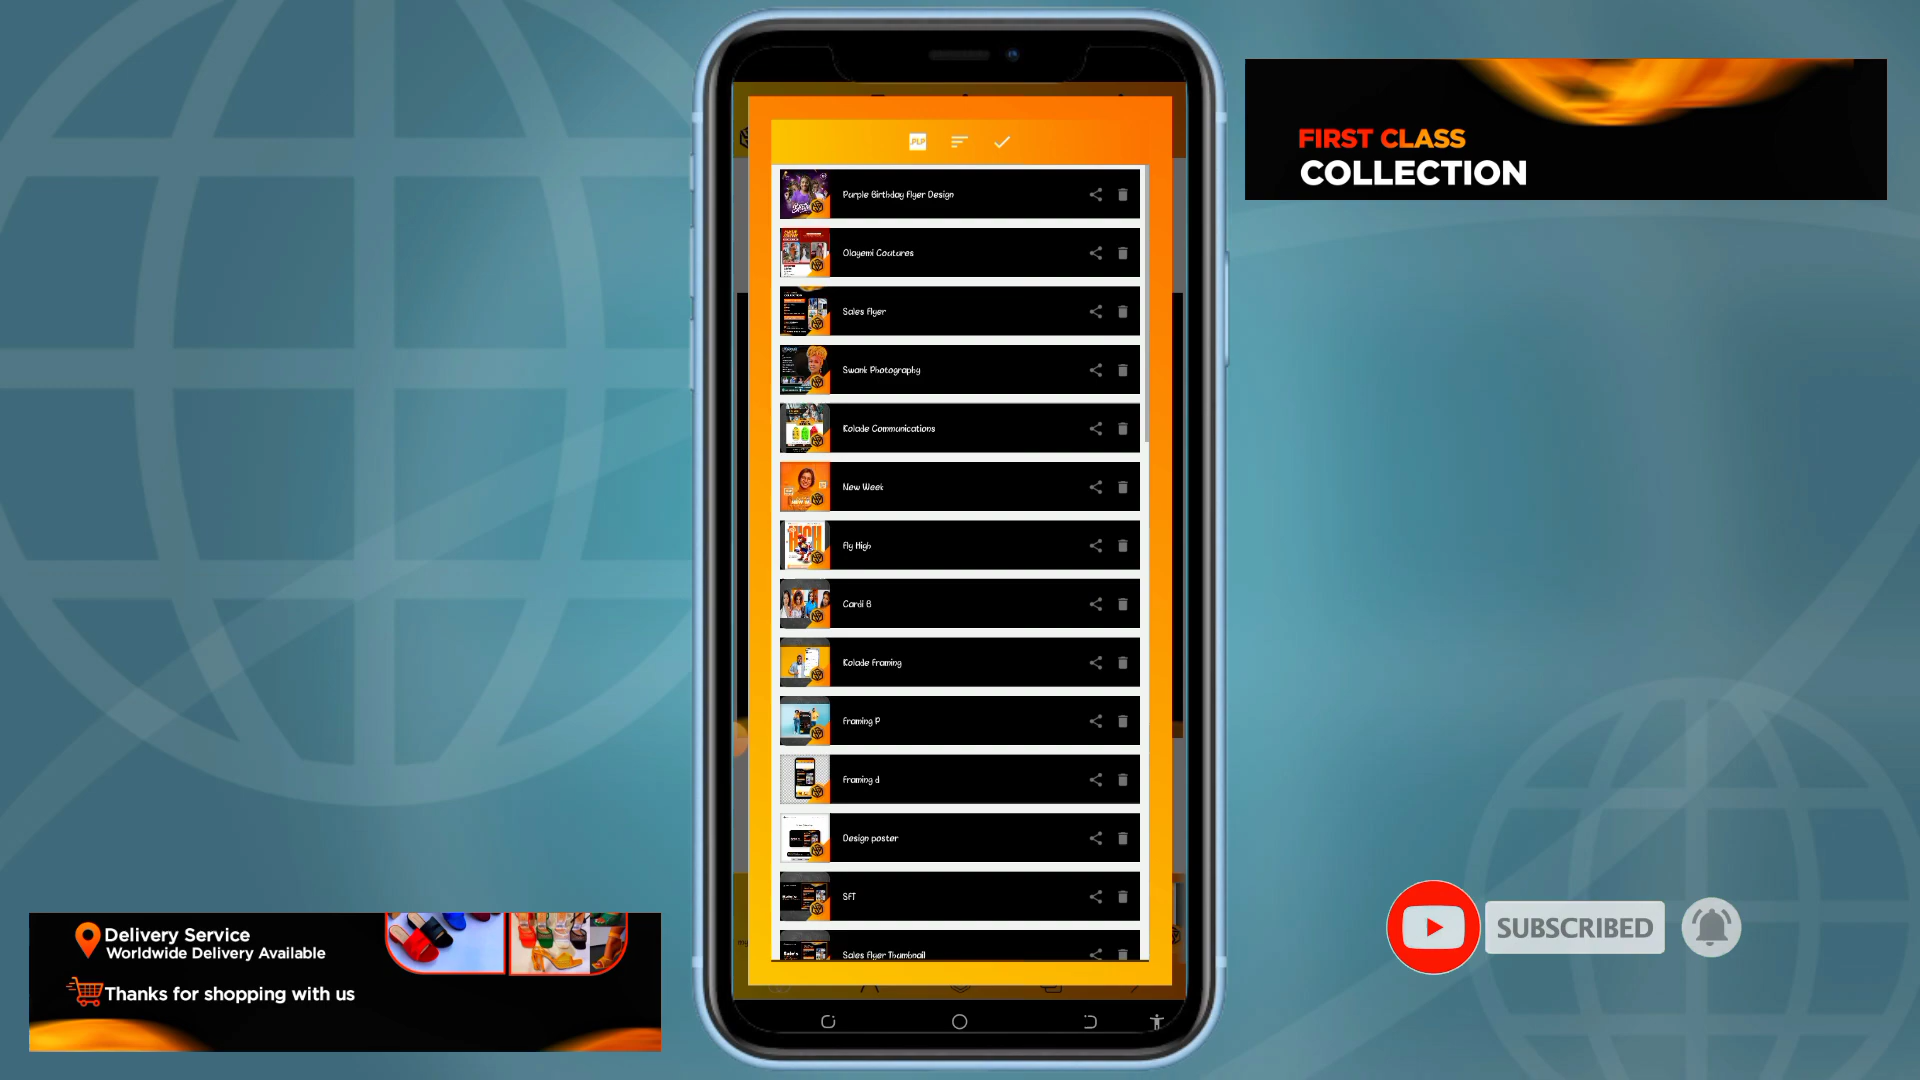 FIRST CLASS
COLLECTION
.PLP
Purple Birthday Flyer Design
Olayemi Coutures
Sales Flyer
Swank Photography
Kolade Communications
New Week
Fly High
HIGH
Cardi B
Kolade Framing
Framing P
Framing d
Design poster
SFT
Sales Flyer Thumbnail
Delivery Service
Worldwide Delivery Available
Thanks for shopping with us
SUBSCRIBED